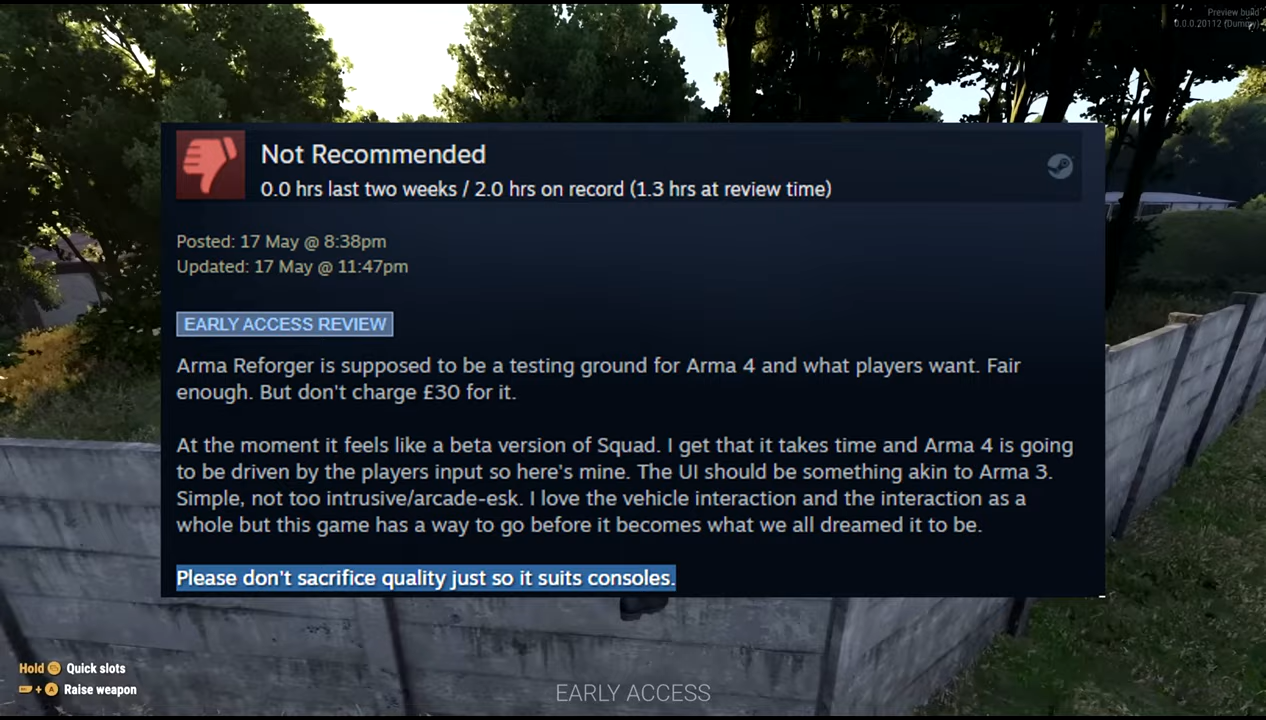 Preview build
0.0.0.20112 (Dummy)
Not Recommended
0.0 hrs last two weeks / 2.0 hrs on record (1.3 hrs at review time)
Posted: 17 May @ 8:38pm
Updated: 17 May @ 11:47pm
EARLY ACCESS REVIEW
Arma Reforger is supposed to be a testing ground for Arma 4 and what players want. Fair
enough. But don't charge £30 for it.
At the moment it feels like a beta version of Squad. I get that it takes time and Arma 4 is going
to be driven by the players input so here's mine. The UI should be something akin to Arma 3.
Simple, not too intrusive/arcade-esk. I love the vehicle interaction and the interaction as a
whole but this game has a way to go before it becomes what we all dreamed it to be.
Please don't sacrifice quality just so it suits consoles.
Hold Quick slots
+ A Raise weapon
EARLY ACCESS